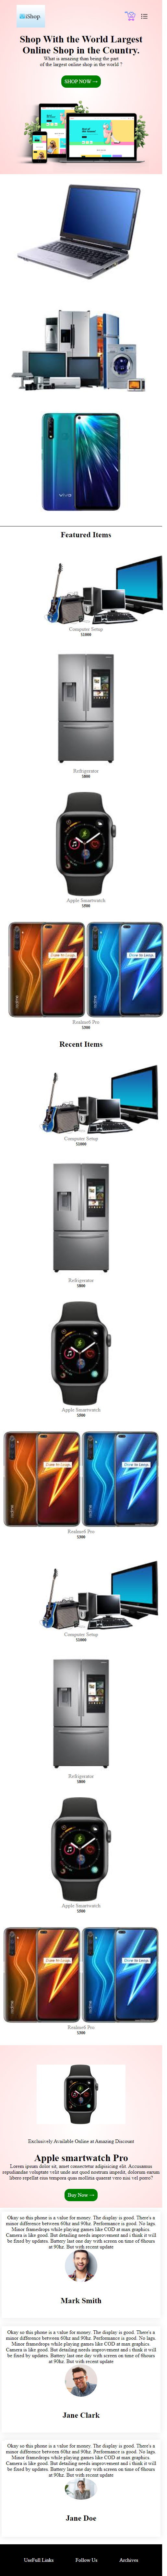 iShop
Shop With the World Largest
Online Shop in the Country.
What is amazing than being the part
of the largest online shop in the world ?
SHOP NOW →
vivo
Featured Items
Computer Setup
$1000
Refrigerator
$800
Apple Smartwatch
$900
Realme6 Pro
$300
Recent Items
Computer Setup
$1000
Refrigerator
$800
Apple Smartwatch
$900
Realme6 Pro
$300
Computer Setup
$1000
Refrigerator
$800
Apple Smartwatch
$900
Realme6 Pro
$300
Exclusively Available Online at Amazing Discount
Apple smartwatch Pro
Lorem ipsum dolor sit, amet consectetur adipisicing elit. Accusamus
repudiandae voluptates velit unde aut quod nostrum impedit, dolorum earum
libero repellat eius tempora quas mollitia quaerat vero nisi vel porro?
Buy Now →
Okey so this phone is a value for money. The display is good. There's a
minor difference between 60hz and 90hz. Performance is good. No lags.
Minor framedrops while playing games like COD at max graphics.
Camera is like good. But detailing needs improvement and i think it will
be fixed by updates. Battery last one day with screen on time of 6hours
at 90hz. But with recent update
Mark Smith
Okey so this phone is a value for money. The display is good. There's a
minor difference between 60hz and 90hz. Performance is good. No lags.
Minor framedrops while playing games like COD at max graphics.
Camera is like good. But detailing needs improvement and i think it will
be fixed by updates. Battery last one day with screen on time of 6hours
at 90hz. But with recent update
Jane Clark
Okey so this phone is a value for money. The display is good. There's a
minor difference between 60hz and 90hz. Performance is good. No lags.
Minor framedrops while playing games like COD at max graphics.
Camera is like good. But detailing needs improvement and i think it will
be fixed by updates. Battery last one day with screen on time of 6hours
at 90hz. But with recent update
Jane Doe
UseFull Links
Follow Us
Archives